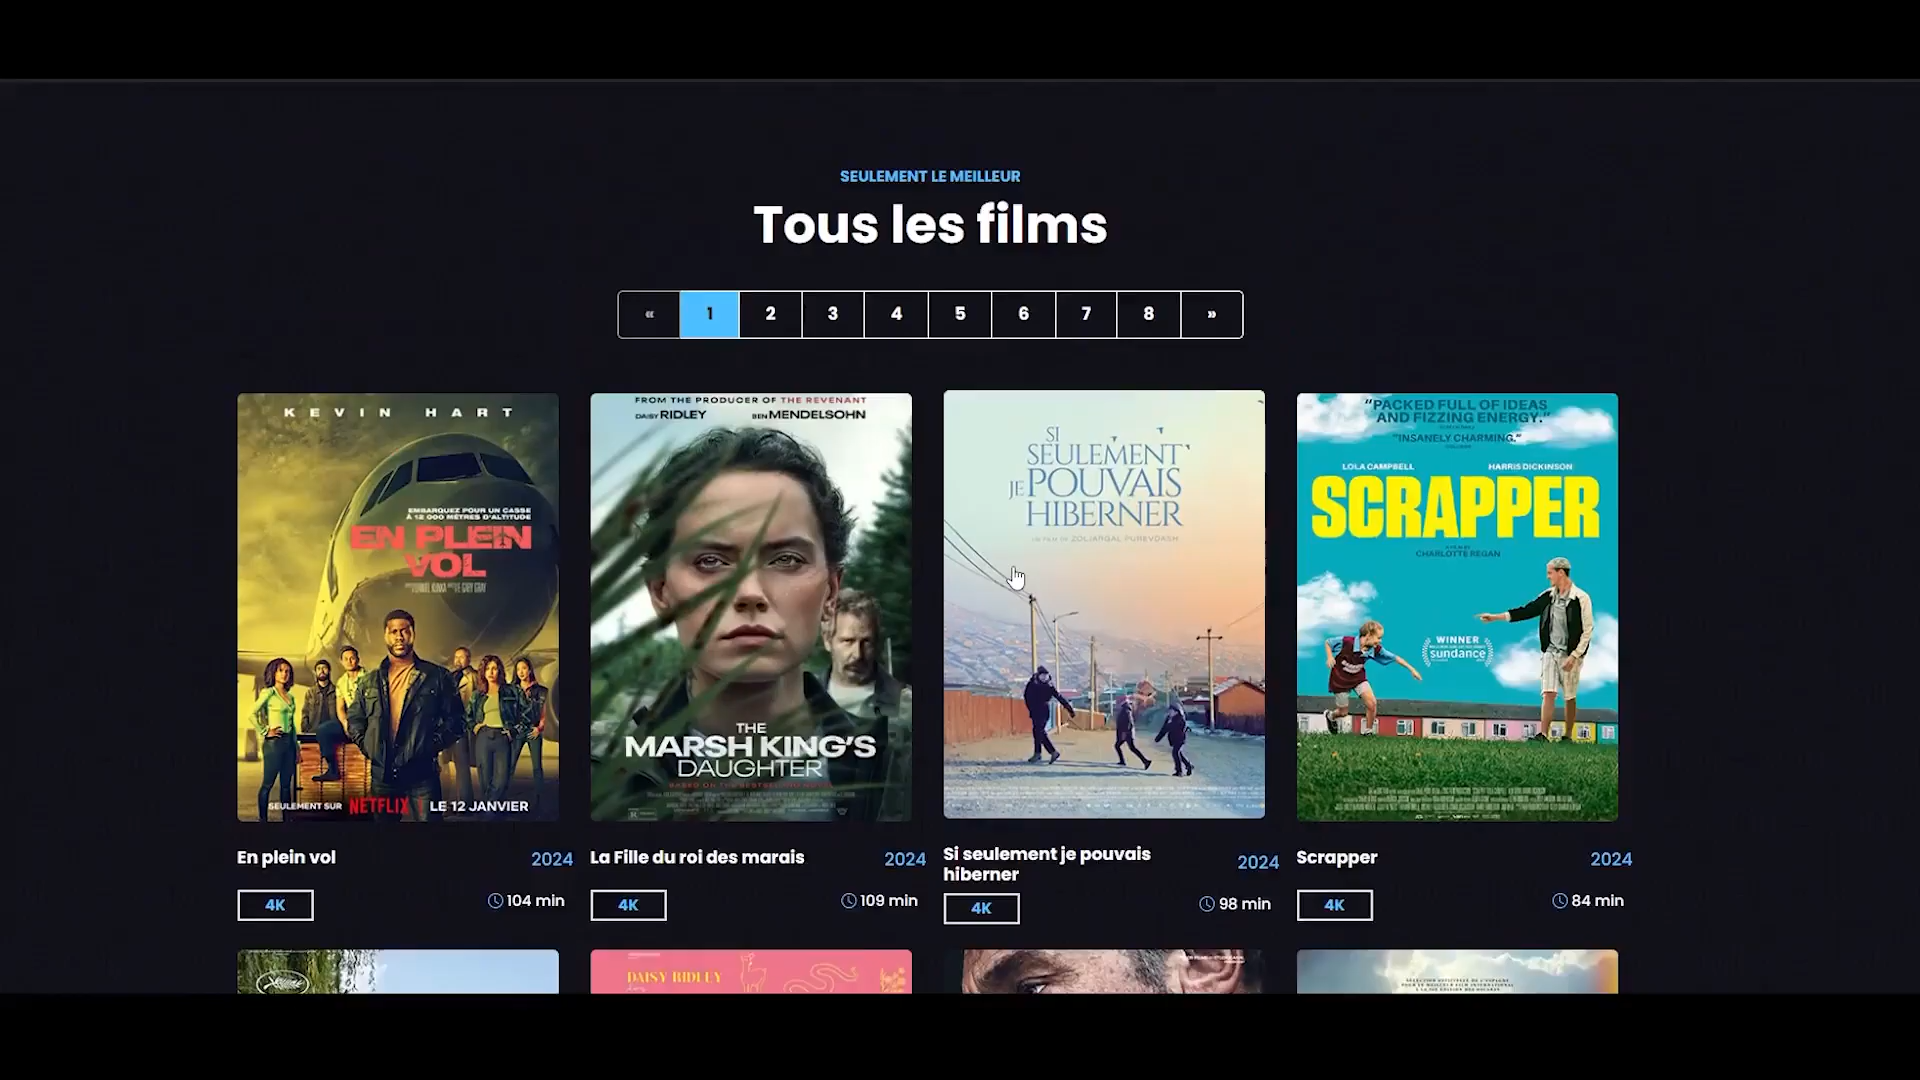 SEULEMENT LE MEILLEUR
Tous les films
« 1 2 3 4 5 6 7 8 »
KEVIN HART
EMBARQUEZ POUR UN CASSE
À 12 000 MÈTRES D'ALTITUDE
EN PLEIN
VOL
SEULEMENT SUR NETFLIX LE 12 JANVIER
FROM THE PRODUCER OF THE REVENANT
DAISY RIDLEY BEN MENDELSOHN
THE
MARSH KING'S
DAUGHTER
SI
SEULEMENT
JE POUVAIS
HIBERNER
UN FILM DE ZOLJARGAL PUREVDASH
"PACKED FULL OF IDEAS
AND FIZZING ENERGY."
"INSANELY CHARMING."
LOLA CAMPBELL HARRIS DICKINSON
SCRAPPER
CHARLOTTE REGAN
WINNER
sundance
En plein vol 2024
4K 104 min
La Fille du roi des marais 2024
4K 109 min
Si seulement je pouvais
hiberner 2024
4K 98 min
Scrapper 2024
4K 84 min
DAISY RIDLEY